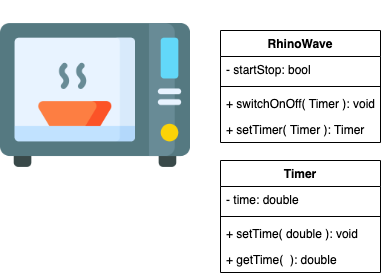 RhinoWave
- startStop: bool
+ switchOnOff( Timer ): void
+ setTimer( Timer ): Timer
Timer
- time: double
+ setTime( double ): void
+ getTime(  ): double